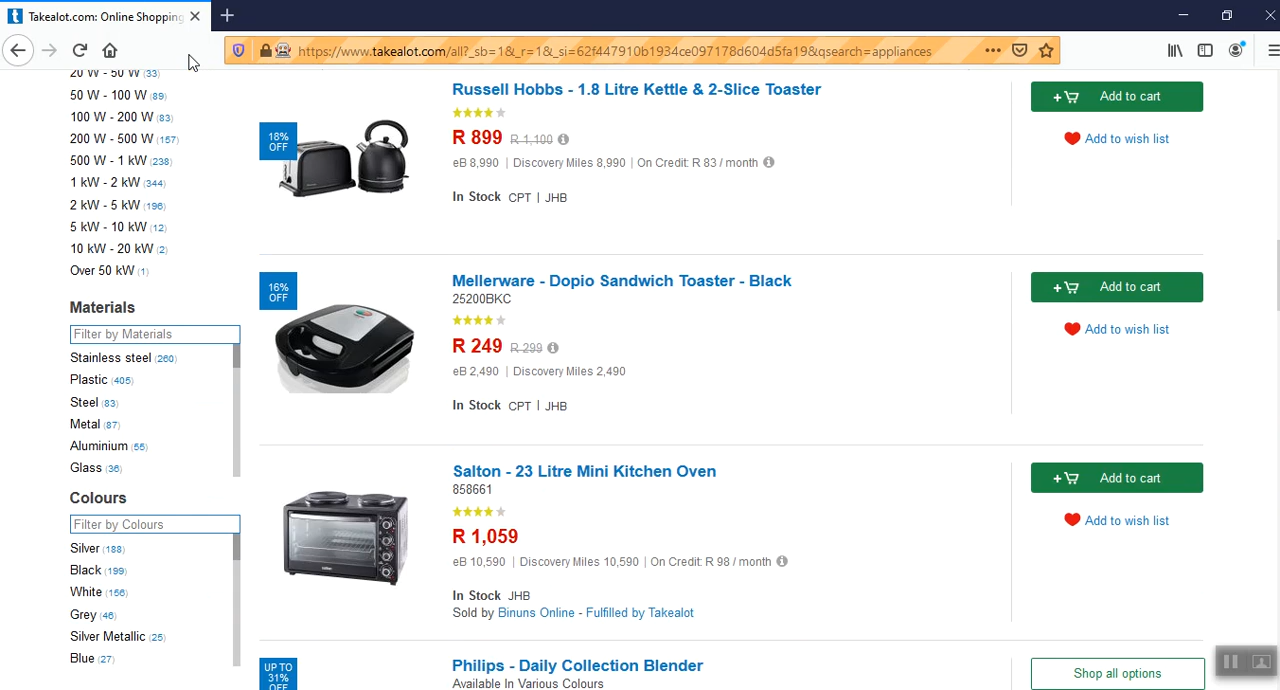 Takealot.com: Online Shopping
https://www.takealot.com/all?_sb=1&_r=1&_si=62f447910b1934ce097178d604d5fa19&qsearch=appliances
20 W - 50 W (33)
50 W - 100 W (89)
100 W - 200 W (83)
200 W - 500 W (157)
500 W - 1 kW (238)
1 kW - 2 kW (344)
2 kW - 5 kW (196)
5 kW - 10 kW (12)
10 kW - 20 kW (2)
Over 50 kW (1)
Materials
Filter by Materials
Stainless steel (260)
Plastic (405)
Steel (83)
Metal (87)
Aluminium (55)
Glass (36)
Colours
Filter by Colours
Silver (188)
Black (199)
White (156)
Grey (46)
Silver Metallic (25)
Blue (27)
18%
OFF
Russell Hobbs - 1.8 Litre Kettle & 2-Slice Toaster
R 899 R 1,100
eB 8,990 | Discovery Miles 8,990 | On Credit: R 83 / month
In Stock CPT | JHB
+ Add to cart
Add to wish list
16%
OFF
Mellerware - Dopio Sandwich Toaster - Black
25200BKC
R 249 R 299
eB 2,490 | Discovery Miles 2,490
In Stock CPT | JHB
+ Add to cart
Add to wish list
Salton - 23 Litre Mini Kitchen Oven
858661
R 1,059
eB 10,590 | Discovery Miles 10,590 | On Credit: R 98 / month
In Stock JHB
Sold by Binuns Online - Fulfilled by Takealot
+ Add to cart
Add to wish list
UP TO
31%
OFF
Philips - Daily Collection Blender
Available In Various Colours
Shop all options